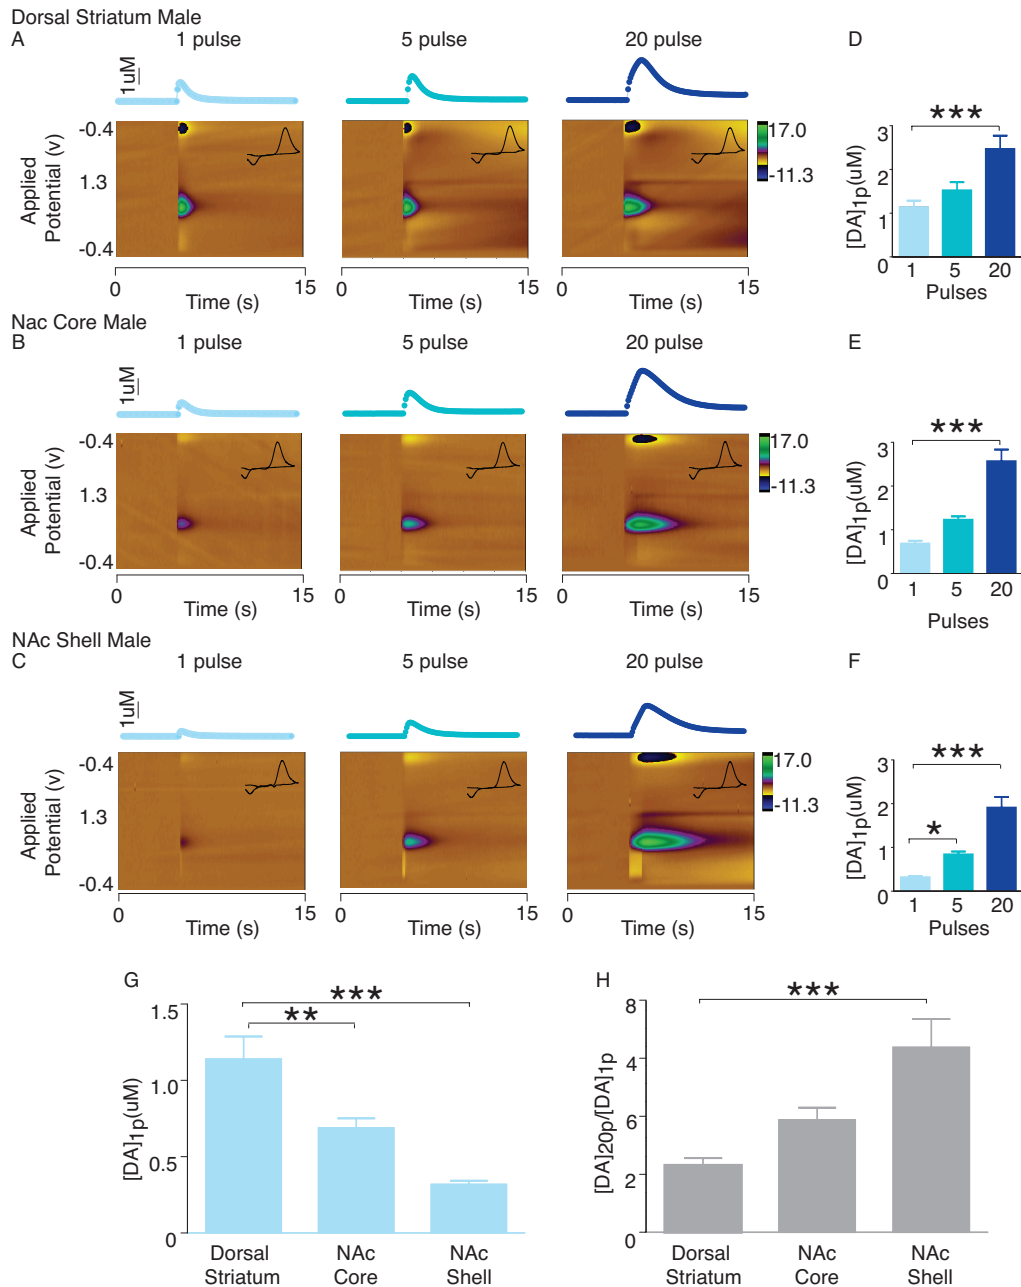 Dorsal Striatum Male
A 1 pulse 5 pulse 20 pulse D
1uM
-0.4
1.3
-0.4
Applied
Potential (v)
17.0
-11.3
0 15 0 15 0 15
Time (s) Time (s) Time (s)
***
[DA]1p(uM)
3
2
1
0
1 5 20
Pulses
Nac Core Male
B 1 pulse 5 pulse 20 pulse E
1uM
-0.4
1.3
-0.4
Applied
Potential (v)
17.0
-11.3
0 15 0 15 0 15
Time (s) Time (s) Time (s)
***
[DA]1p(uM)
3
2
1
0
1 5 20
Pulses
NAc Shell Male
C 1 pulse 5 pulse 20 pulse F
1uM
-0.4
1.3
-0.4
Applied
Potential (v)
17.0
-11.3
0 15 0 15 0 15
Time (s) Time (s) Time (s)
***
*
[DA]1p(uM)
3
2
1
0
1 5 20
Pulses
G
***
**
[DA]1p(uM)
1.5
1.0
0.5
0
Dorsal NAc NAc
Striatum Core Shell
H
***
[DA]20p/[DA]1p
8
4
6
2
0
Dorsal NAc NAc
Striatum Core Shell